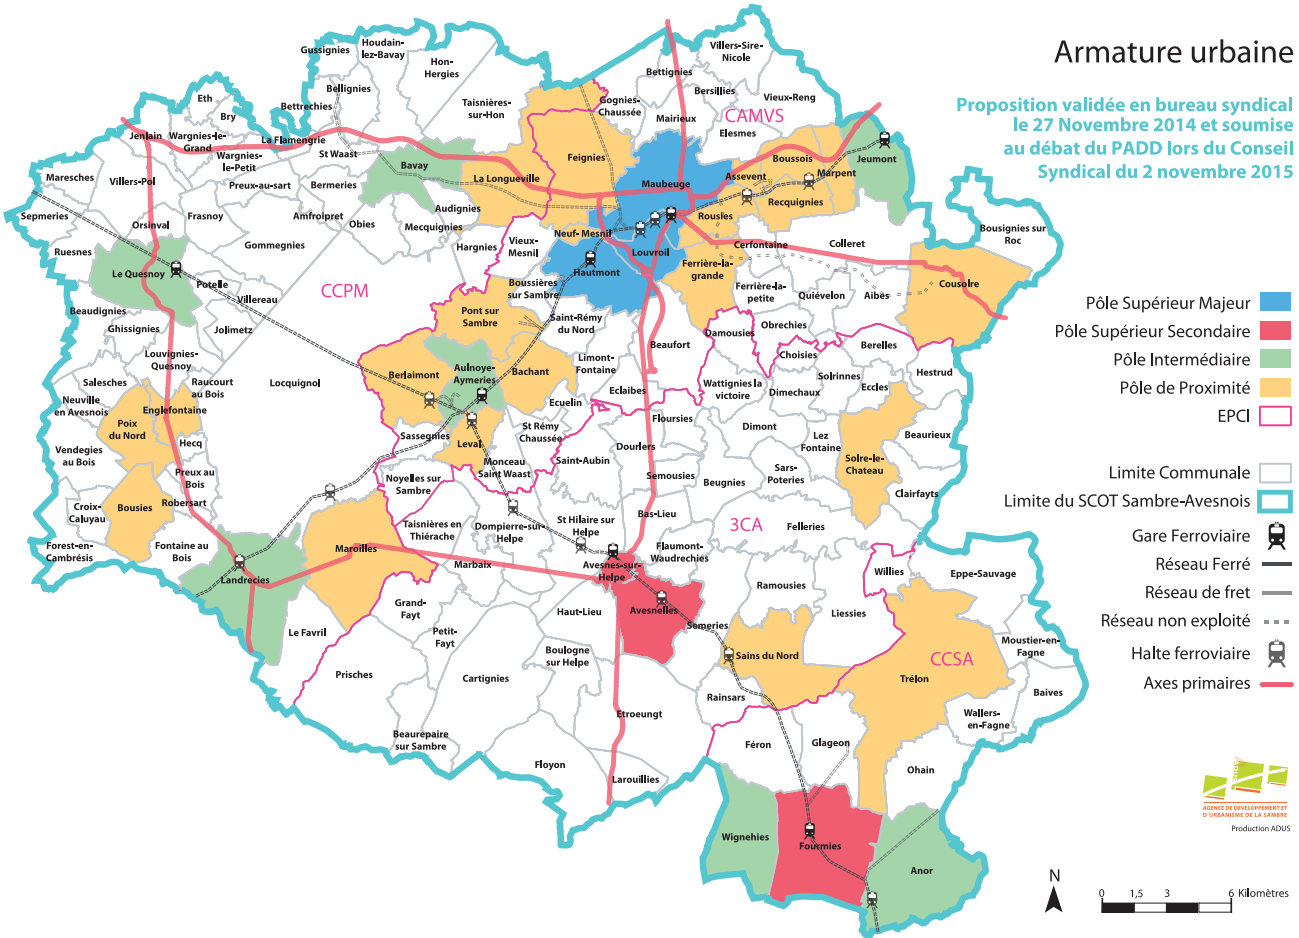 Armature urbaine
Proposition validée en bureau syndical
le 27 Novembre 2014 et soumise
au débat du PADD lors du Conseil
Syndical du 2 novembre 2015
Pôle Supérieur Majeur
Pôle Supérieur Secondaire
Pôle Intermédiaire
Pôle de Proximité
EPCI
Limite Communale
Limite du SCOT Sambre-Avesnois
Gare Ferroviaire
Réseau Ferré
Réseau de fret
Réseau non exploité
Halte ferroviaire
Axes primaires
AGENCE DE DEVELOPPEMENT ET
D'URBANISME DE LA SAMBRE
Production ADUS
N
0 1,5 3 6 Kilomètres
CAMVS
CCPM
3CA
CCSA
Gussignies
Houdain-
lez-Bavay
Hon-
Hergies
Bellignies
Bettrechies
Taisnières-
sur-Hon
Eth
Bry
Jenlain
Wargnies-le-
Grand
Wargnies-
le-Petit
La Flamengrie
St Waast
Bavay
La Longueville
Feignies
Gognies-
Chaussée
Bettignies
Villers-Sire-
Nicole
Bersillies
Vieux-Reng
Mairieux
Elesmes
Boussois
Marpent
Jeumont
Assevent
Recquignies
Maubeuge
Rousies
Maresches
Villers-Pol
Preux-au-sart
Bermeries
Sepmeries
Orsinval
Frasnoy
Amfroipret
Obies
Mecquignies
Audignies
Hargnies
Vieux-
Mesnil
Neuf- Mesnil
Louvroil
Hautmont
Cerfontaine
Colleret
Bousignies sur
Roc
Cousolre
Ruesnes
Gommegnies
Le Quesnoy
Potelle
Villereau
Jolimetz
Beaudignies
Ghissignies
Louvignies-
Quesnoy
Boussières
sur Sambre
Pont sur
Sambre
Saint-Rémy
du Nord
Ferrière-la-
grande
Ferrière-la-
petite
Quiévelon
Aibes
Damousies
Obrechies
Choisies
Berelles
Hestrud
Beaufort
Limont-
Fontaine
Eclaibes
Wattignies la
victoire
Dimechaux
Solrinnes
Eccles
Salesches
Raucourt
au Bois
Locquignol
Berlaimont
Aulnoye-
Aymeries
Bachant
Ecuelin
Neuville
en Avesnois
Englefontaine
Poix
du Nord
Hecq
Vendegies
au Bois
Preux au
Bois
Sassegnies
Leval
St Rémy
Chaussée
Monceau
Saint Waast
Saint-Aubin
Dourlers
Floursies
Dimont
Lez
Fontaine
Beaurieux
Solre-le-
Chateau
Sars-
Poteries
Beugnies
Semousies
Clairfayts
Croix-
Caluyau
Bousies
Robersart
Noyelles sur
Sambre
Forest-en-
Cambrésis
Fontaine au
Bois
Landrecies
Maroilles
Taisnières en
Thiérache
Dompierre-sur-
Helpe
St Hilaire sur
Helpe
Bas-Lieu
Felleries
Flaumont-
Waudrechies
Avesnes-sur-
Helpe
Avesnelles
Marbaix
Grand-
Fayt
Petit-
Fayt
Haut-Lieu
Le Favril
Prisches
Cartignies
Boulogne
sur Helpe
Semeries
Ramousies
Liessies
Willies
Eppe-Sauvage
Moustier-en-
Fagne
Sains du Nord
Trélon
Baives
Wallers-
en-Fagne
Rainsars
Etroeungt
Beaurepaire
sur Sambre
Floyon
Larouillies
Féron
Glageon
Ohain
Wignehies
Fourmies
Anor